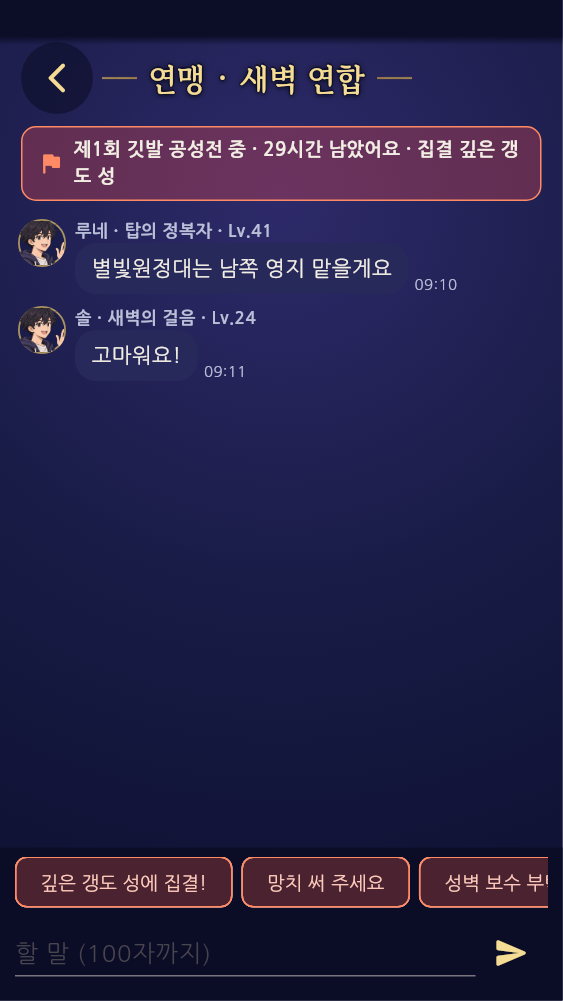 연맹 · 새벽 연합
제1회 깃발 공성전 중 · 29시간 남았어요 · 집결 깊은 갱
도 성
루네 · 탑의 정복자 · Lv.41
별빛원정대는 남쪽 영지 맡을게요
09:10
솔 · 새벽의 걸음 · Lv.24
고마워요!
09:11
깊은 갱도 성에 집결!
망치 써 주세요
성벽 보수
할 말 (100자까지)